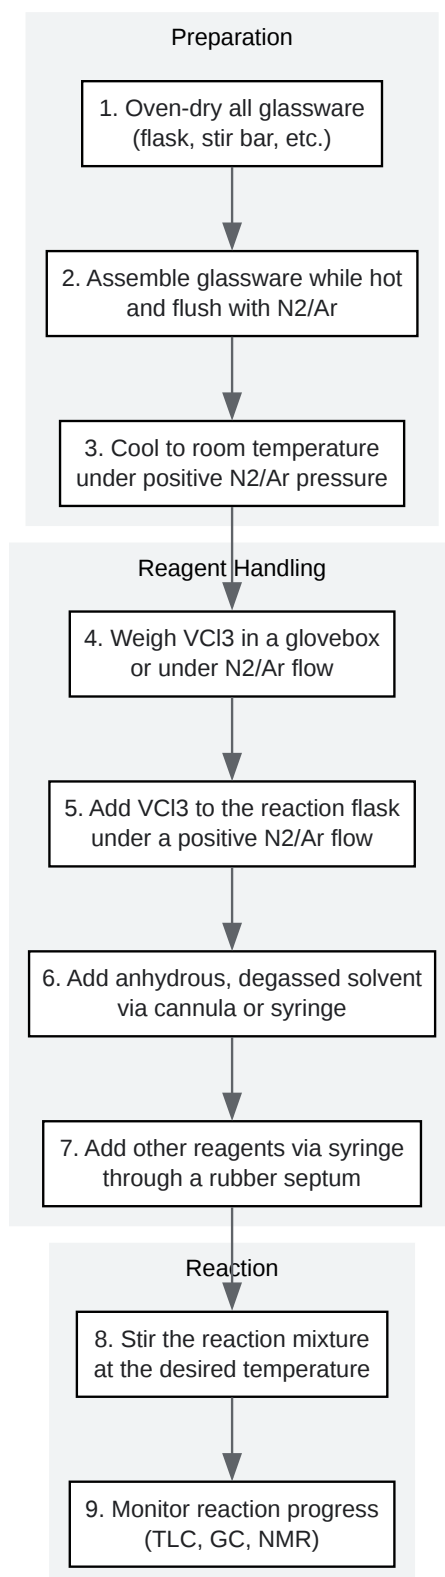 Preparation
1. Oven-dry all glassware
(flask, stir bar, etc.)
2. Assemble glassware while hot
and flush with N2/Ar
3. Cool to room temperature
under positive N2/Ar pressure
Reagent Handling
4. Weigh VCl3 in a glovebox
or under N2/Ar flow
5. Add VCl3 to the reaction flask
under a positive N2/Ar flow
6. Add anhydrous, degassed solvent
via cannula or syringe
7. Add other reagents via syringe
through a rubber septum
Reaction
8. Stir the reaction mixture
at the desired temperature
9. Monitor reaction progress
(TLC, GC, NMR)